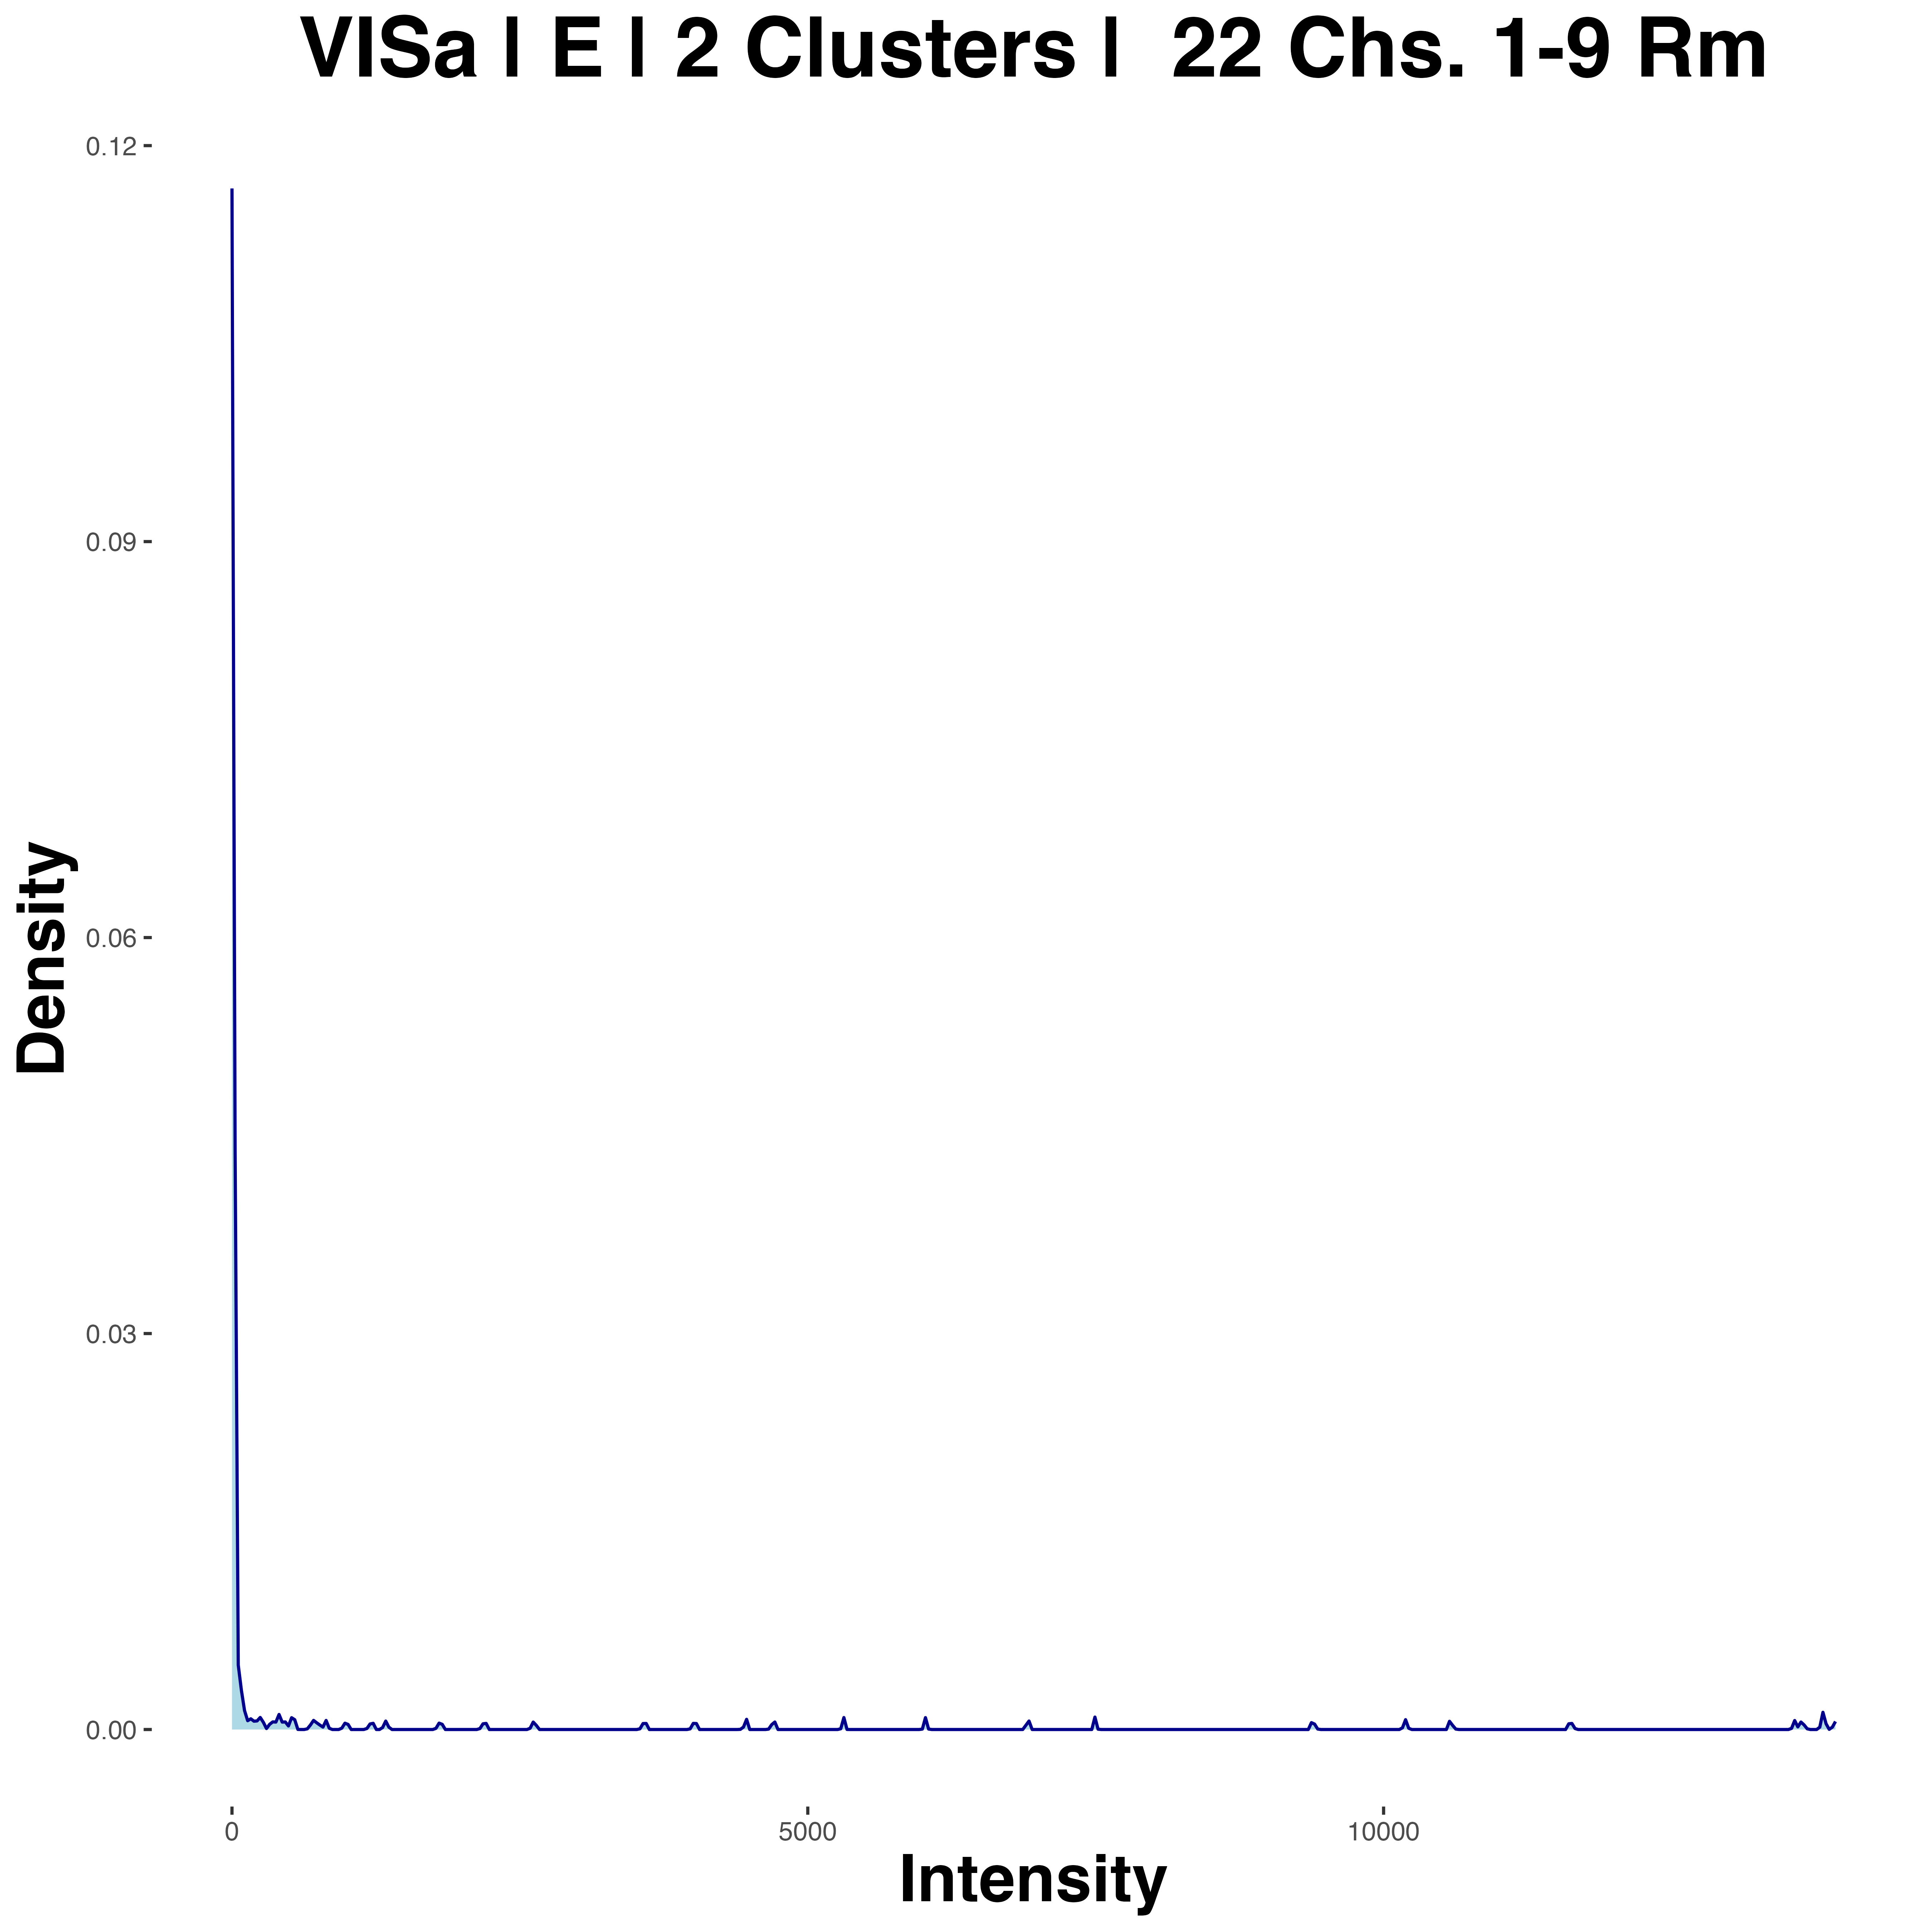 VISa | E | 2 Clusters |  22 Chs. 1-9 Rm
0.12
0.09
0.06
0.03
0.00
Density
0
5000
10000
Intensity